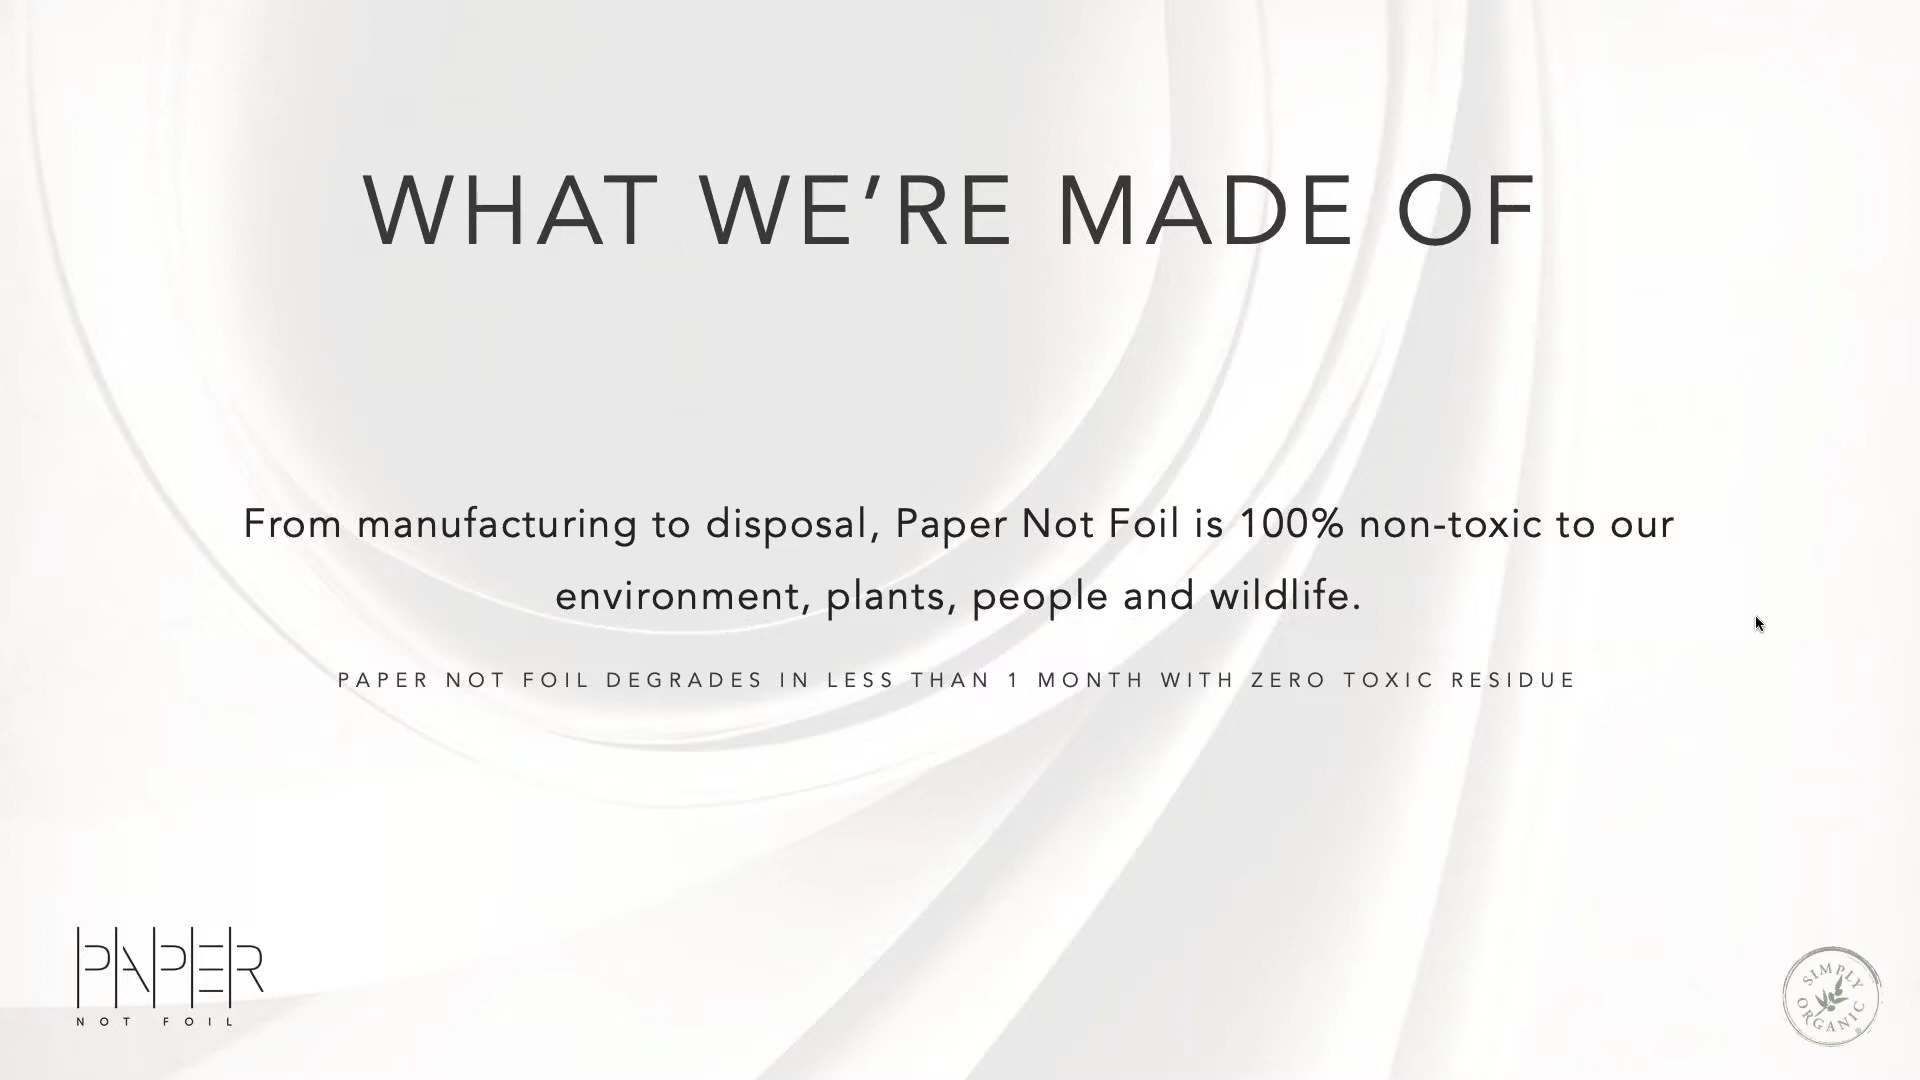 WHAT WE’RE MADE OF
From manufacturing to disposal, Paper Not Foil is 100% non-toxic to our
environment, plants, people and wildlife.
PAPER NOT FOIL DEGRADES IN LESS THAN 1 MONTH WITH ZERO TOXIC RESIDUE
PAPER
NOT FOIL
SIMPLY
ORGANIC®